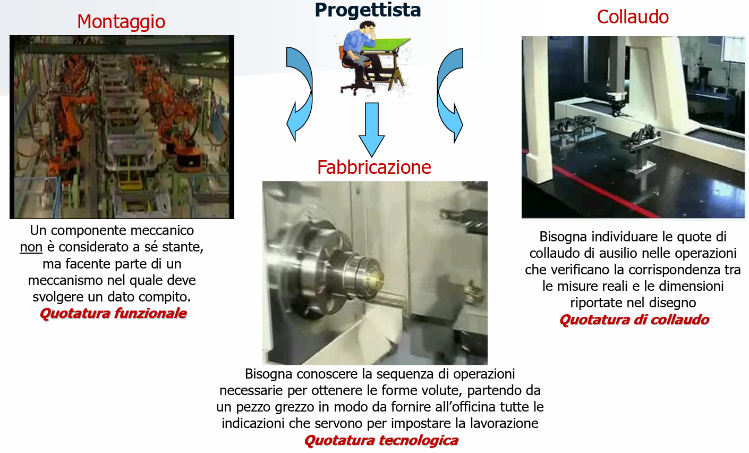 Progettista
Montaggio
Un componente meccanico
non è considerato a sé stante,
ma facente parte di un
meccanismo nel quale deve
svolgere un dato compito.
Quotatura funzionale
Fabbricazione
Bisogna conoscere la sequenza di operazioni
necessarie per ottenere le forme volute, partendo da
un pezzo grezzo in modo da fornire all’officina tutte le
indicazioni che servono per impostare la lavorazione
Quotatura tecnologica
Collaudo
Bisogna individuare le quote di
collaudo di ausilio nelle operazioni
che verificano la corrispondenza tra
le misure reali e le dimensioni
riportate nel disegno
Quotatura di collaudo